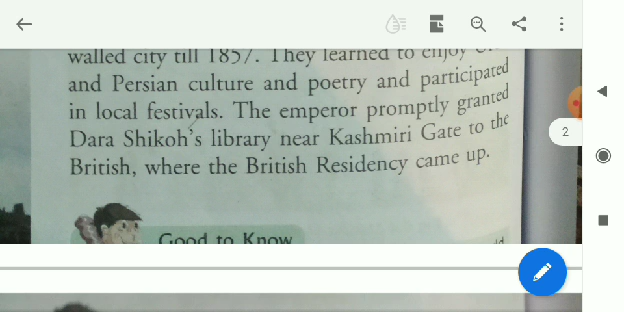 walled city till 1857. They learned to enjoy
and Persian culture and poetry and participated
in local festivals. The emperor promptly granted
Dara Shikoh's library near Kashmiri Gate to the
British, where the British Residency came up.
Good to Know
2